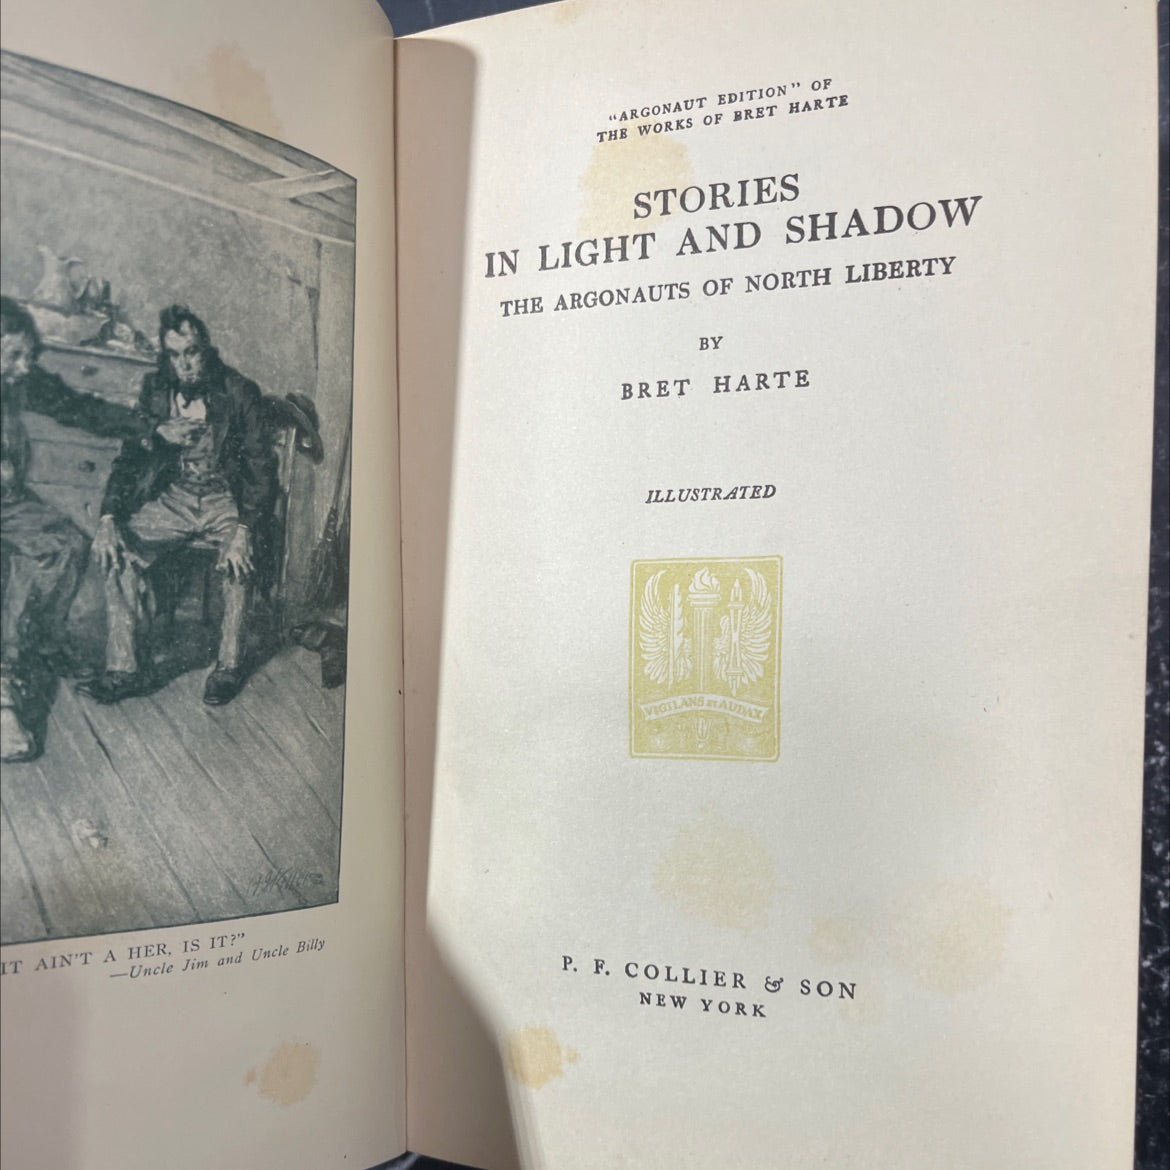 IT AIN'T A HER, IS IT?"
—Uncle Jim and Uncle Billy
"ARGONAUT EDITION" OF
THE WORKS OF BRET HARTE
STORIES
IN LIGHT AND SHADOW
THE ARGONAUTS OF NORTH LIBERTY
BY
BRET HARTE
ILLUSTRATED
VIGILANS ET AUDAX
P. F. COLLIER & SON
NEW YORK